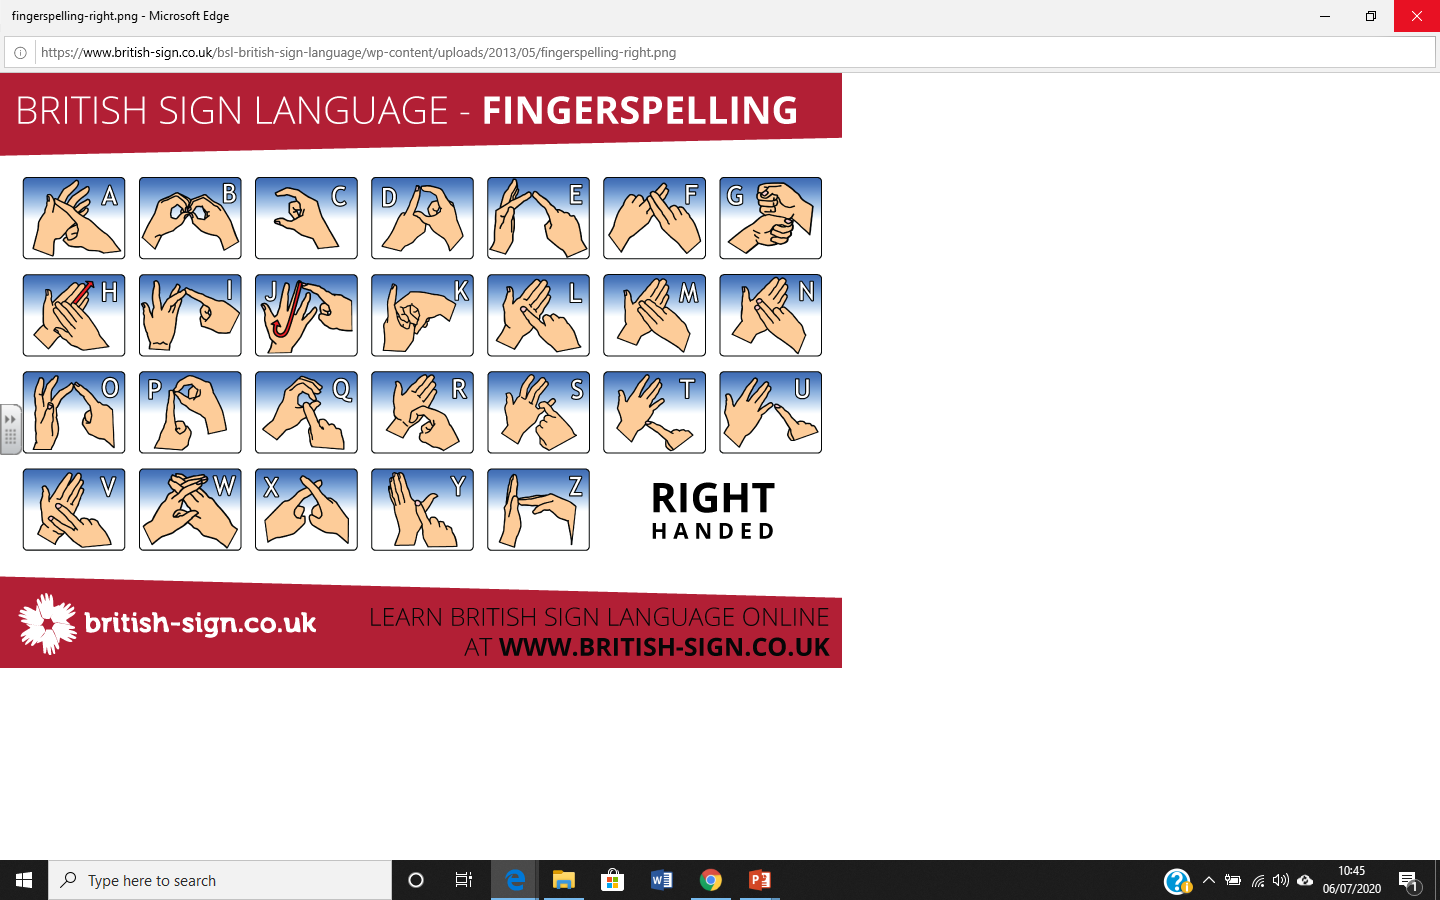 fingerspelling-right.png - Microsoft Edge
https://www.british-sign.co.uk/bsl-british-sign-language/wp-content/uploads/2013/05/fingerspelling-right.png
BRITISH SIGN LANGUAGE - FINGERSPELLING
A B C D E F G
H I J K L M N
O P Q R S T U
V W X Y Z
RIGHT
HANDED
british-sign.co.uk
LEARN BRITISH SIGN LANGUAGE ONLINE
AT WWW.BRITISH-SIGN.CO.UK
Type here to search
10:45
06/07/2020
1